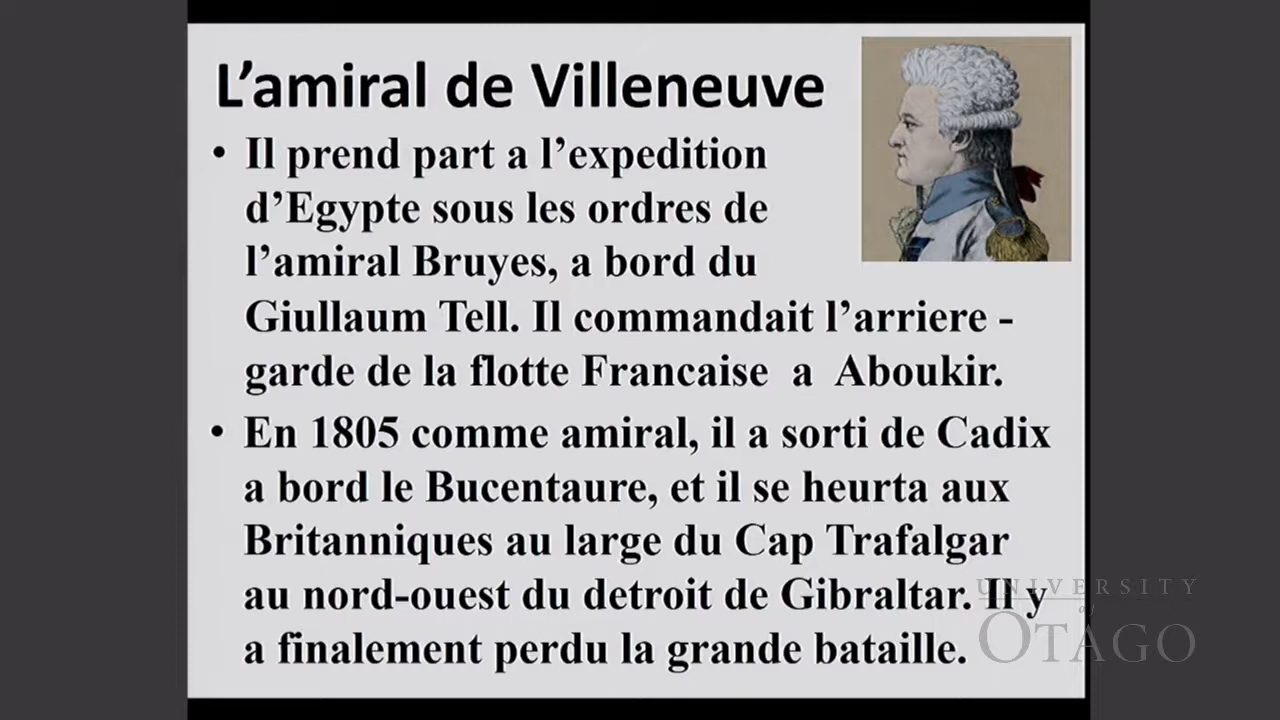 L'amiral de Villeneuve
• Il prend part a l'expedition
d'Egypte sous les ordres de
l'amiral Bruyes, a bord du
Giullaum Tell. Il commandait l'arriere -
garde de la flotte Francaise a Aboukir.
• En 1805 comme amiral, il a sorti de Cadix
a bord le Bucentaure, et il se heurta aux
Britanniques au large du Cap Trafalgar
au nord-ouest du detroit de Gibraltar. Il y
a finalement perdu la grande bataille.
UNIVERSITY
of
OTAGO